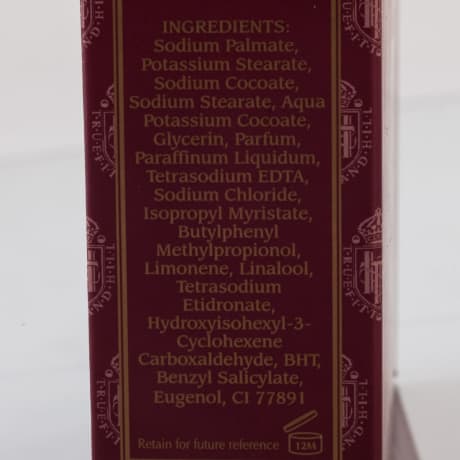 INGREDIENTS:
Sodium Palmate,
Potassium Stearate,
Sodium Cocoate,
Sodium Stearate, Aqua
Potassium Cocoate,
Glycerin, Parfum,
Paraffinum Liquidum,
Tetrasodium EDTA,
Sodium Chloride,
Isopropyl Myristate,
Butylphenyl
Methylpropionol,
Limonene, Linalool,
Tetrasodium
Etidronate,
Hydroxyisohexyl-3-
Cyclohexene
Carboxaldehyde, BHT,
Benzyl Salicylate,
Eugenol, CI 77891
Retain for future reference
12M